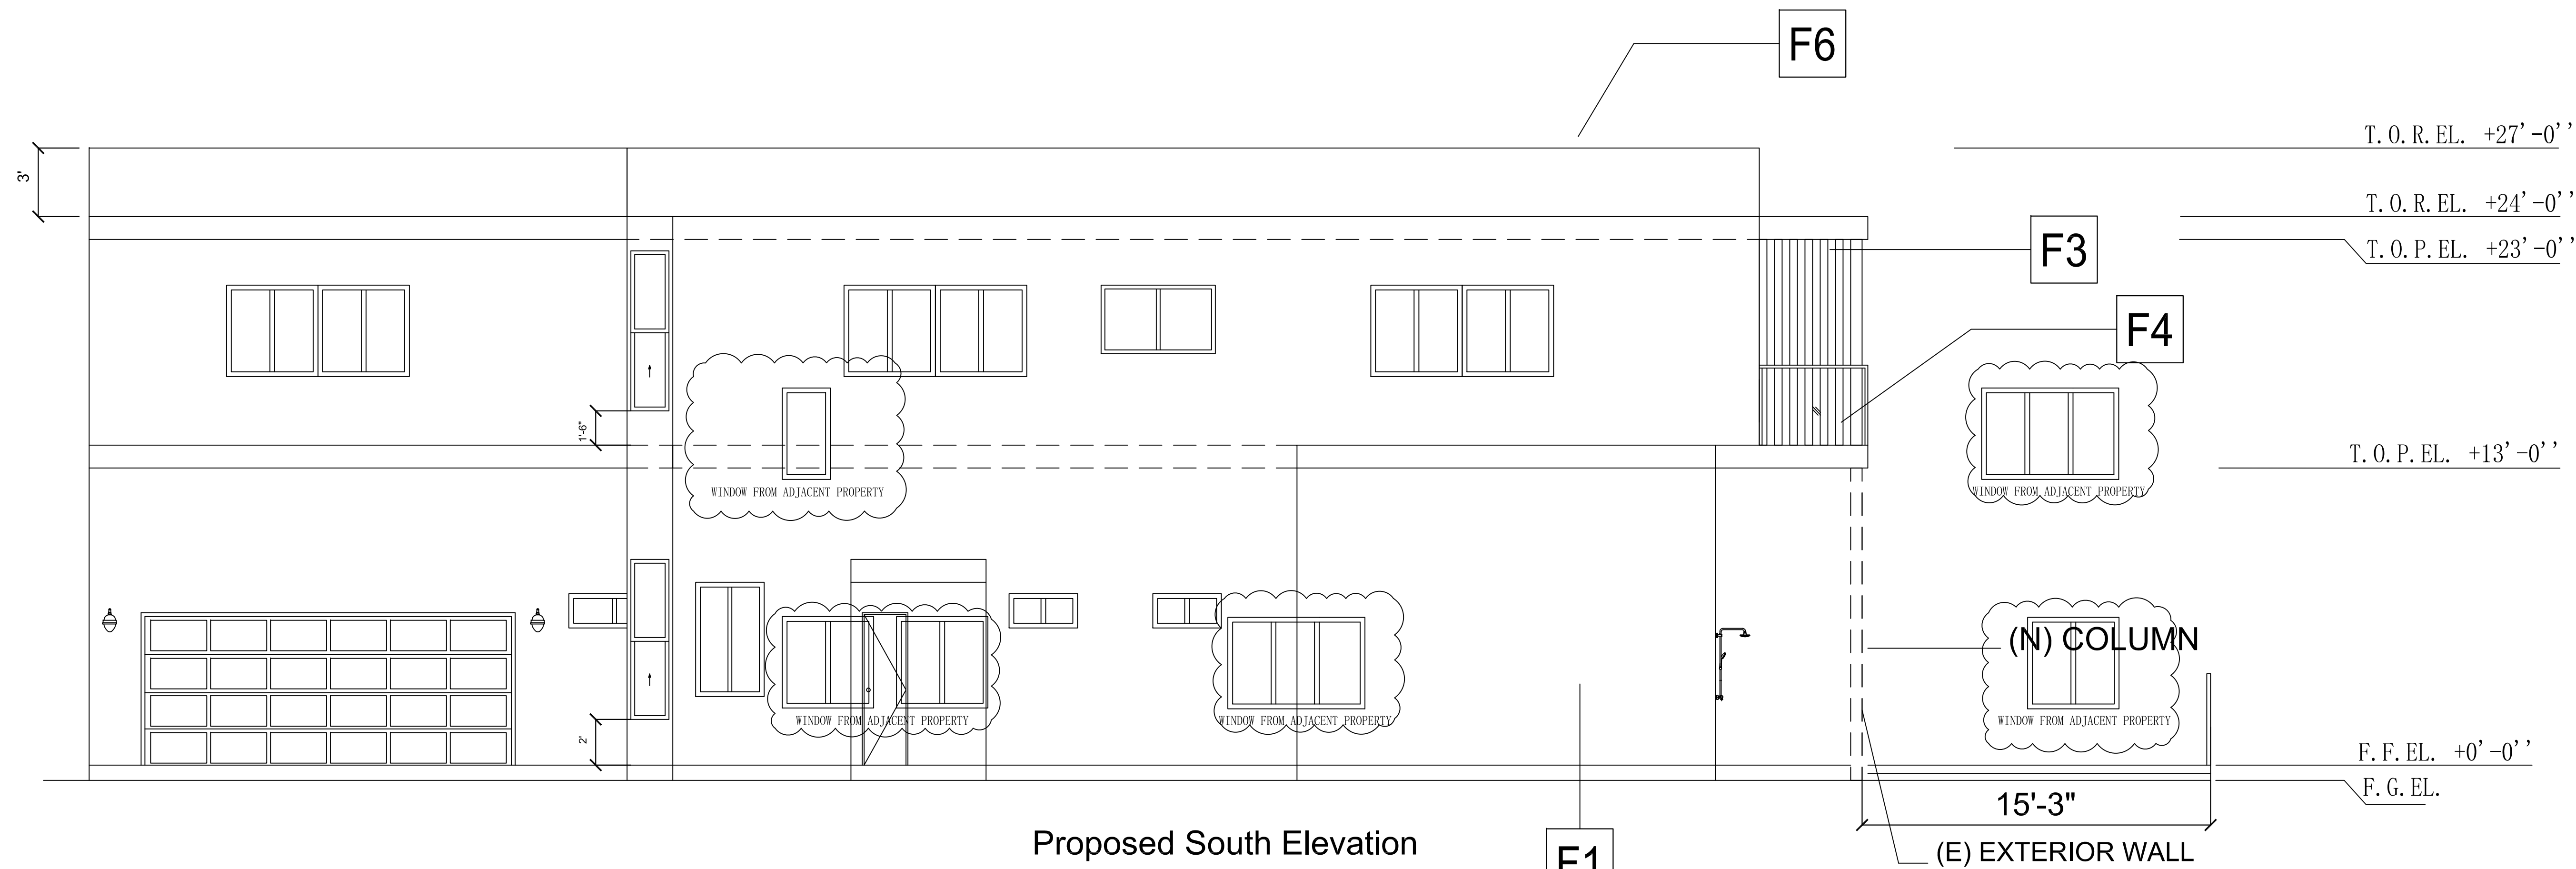 F6
T.O.R.EL. +27'-0''
3'
T.O.R.EL. +24'-0''
F3
T.O.P.EL. +23'-0''
F4
1'-6"
T.O.P.EL. +13'-0''
WINDOW FROM ADJACENT PROPERTY
WINDOW FROM ADJACENT PROPERTY
(N) COLUMN
WINDOW FROM ADJACENT PROPERTY
WINDOW FROM ADJACENT PROPERTY
WINDOW FROM ADJACENT PROPERTY
2'
F.F.EL. +0'-0''
F.G.EL.
15'-3"
Proposed South Elevation
F1
(E) EXTERIOR WALL